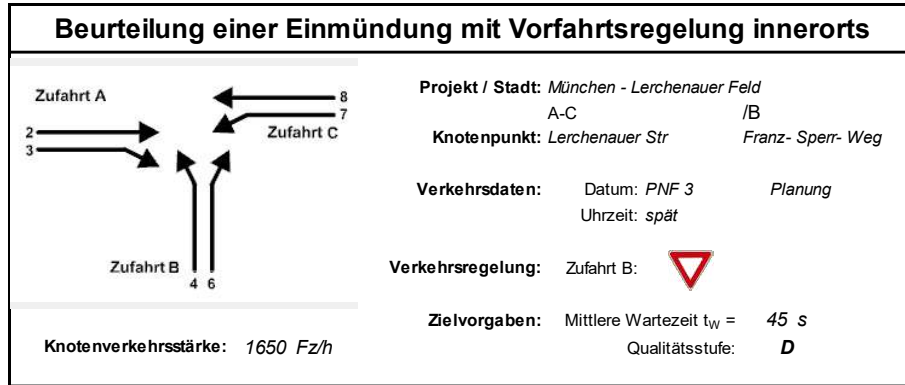 Beurteilung einer Einmündung mit Vorfahrtsregelung innerorts
Zufahrt A
8
7
Zufahrt C
2
3
Zufahrt B
4 6
Knotenverkehrsstärke: 1650 Fz/h
Projekt / Stadt: München - Lerchenauer Feld
A-C /B
Knotenpunkt: Lerchenauer Str Franz- Sperr- Weg
Verkehrsdaten: Datum: PNF 3 Planung
Uhrzeit: spät
Verkehrsregelung: Zufahrt B:
Zielvorgaben: Mittlere Wartezeit tW = 45 s
Qualitätsstufe: D